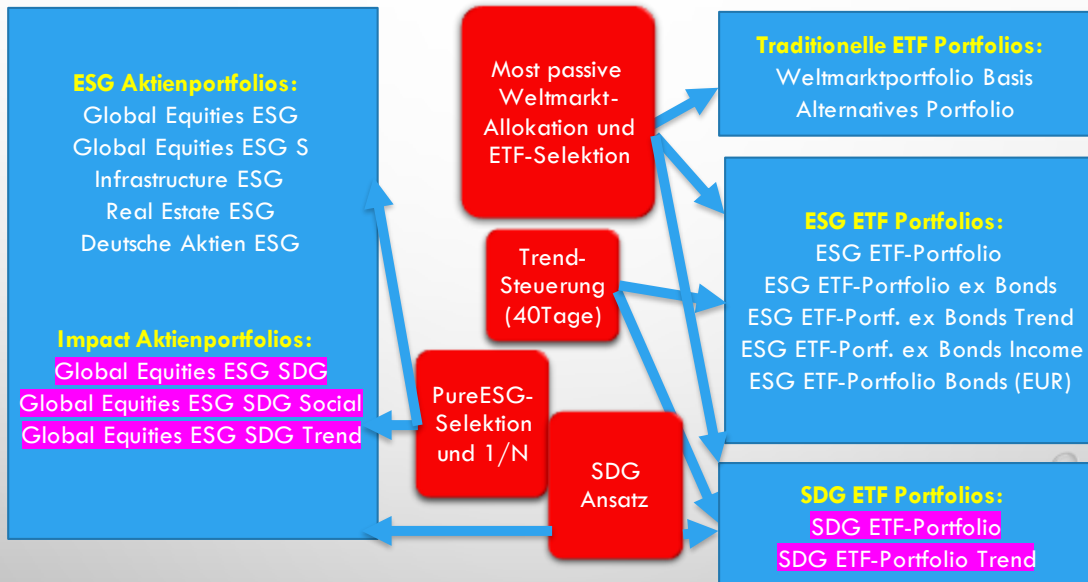 ESG Aktienportfolios:
Global Equities ESG
Global Equities ESG S
Infrastructure ESG
Real Estate ESG
Deutsche Aktien ESG
Impact Aktienportfolios:
Global Equities ESG SDG
Global Equities ESG SDG Social
Global Equities ESG SDG Trend
Most passive
Weltmarkt-
Allokation und
ETF-Selektion
Trend-
Steuerung
(40Tage)
PureESG-
Selektion
und 1/N
SDG
Ansatz
Traditionelle ETF Portfolios:
Weltmarktportfolio Basis
Alternatives Portfolio
ESG ETF Portfolios:
ESG ETF-Portfolio
ESG ETF-Portfolio ex Bonds
ESG ETF-Portf. ex Bonds Trend
ESG ETF-Portf. ex Bonds Income
ESG ETF-Portfolio Bonds (EUR)
SDG ETF Portfolios:
SDG ETF-Portfolio
SDG ETF-Portfolio Trend